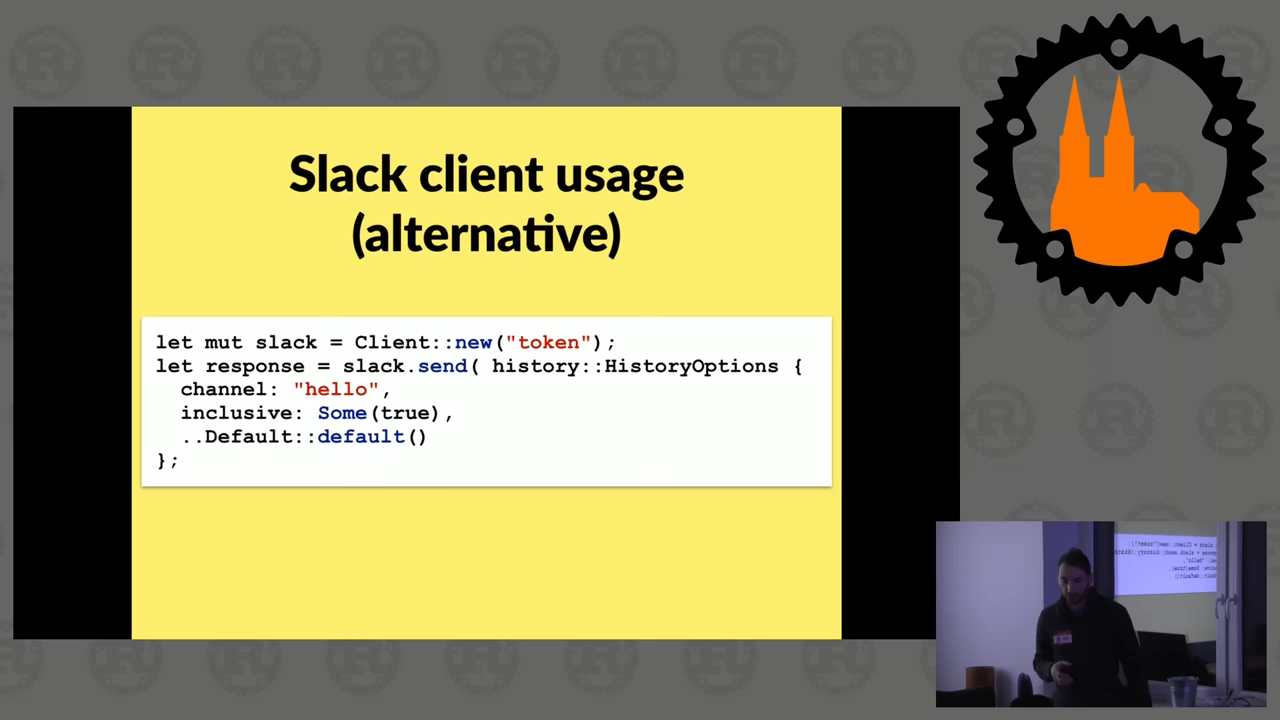 Slack client usage
(alternative)
let mut slack = Client::new("token");
let response = slack.send( history::HistoryOptions {
  channel: "hello",
  inclusive: Some(true),
  ..Default::default()
};